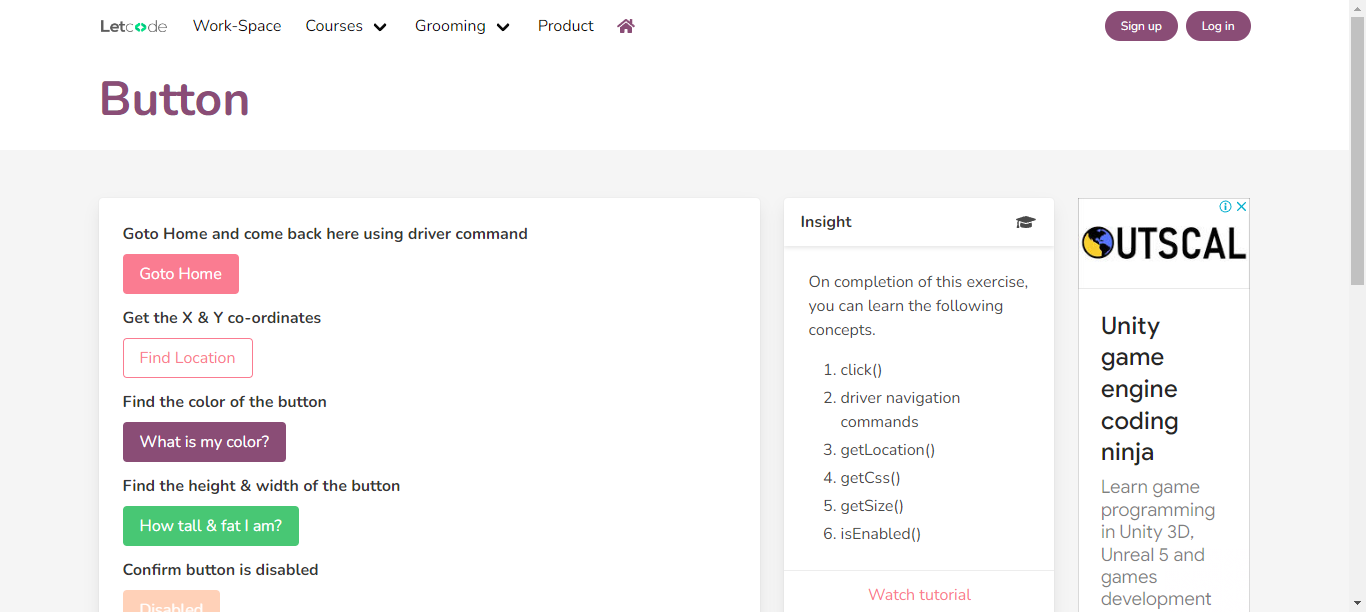 Letcode Work-Space Courses Grooming Product Sign up Log in
Button
Goto Home and come back here using driver command
Goto Home
Get the X & Y co-ordinates
Find Location
Find the color of the button
What is my color?
Find the height & width of the button
How tall & fat I am?
Confirm button is disabled
Disabled
Insight
On completion of this exercise,
you can learn the following
concepts.
1. click()
2. driver navigation
commands
3. getLocation()
4. getCss()
5. getSize()
6. isEnabled()
Watch tutorial
OUTSCAL
Unity
game
engine
coding
ninja
Learn game
programming
in Unity 3D,
Unreal 5 and
games
development